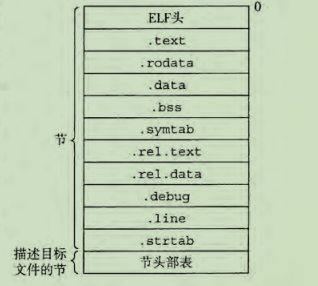 0
ELF头
.text
.rodata
.data
.bss
.symtab
节
.rel.text
.rel.data
.debug
.line
.strtab
描述目标
文件的节
节头部表